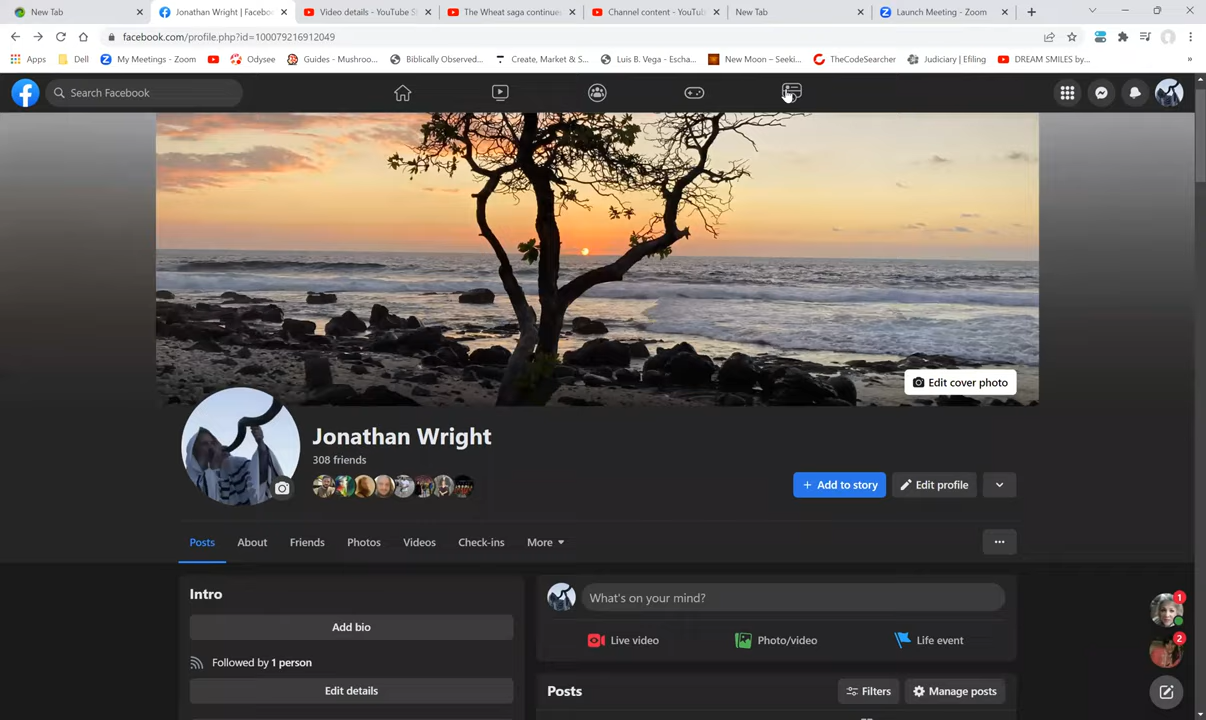 New Tab
Jonathan Wright | Faceboo
Video details - YouTube S
The Wheat saga continue
Channel content - YouTu
New Tab
Launch Meeting - Zoom
facebook.com/profile.php?id=100079216912049
Apps
Dell
My Meetings - Zoom
Odysee
Guides - Mushroo...
Biblically Observed...
Create, Market & S...
Luis B. Vega - Escha...
New Moon – Seeki...
TheCodeSearcher
Judiciary | Efiling
DREAM SMILES by...
»
Search Facebook
Edit cover photo
Jonathan Wright
308 friends
+ Add to story
Edit profile
Posts
About
Friends
Photos
Videos
Check-ins
More
Intro
Add bio
Followed by 1 person
Edit details
What's on your mind?
Live video
Photo/video
Life event
Posts
Filters
Manage posts
1
2